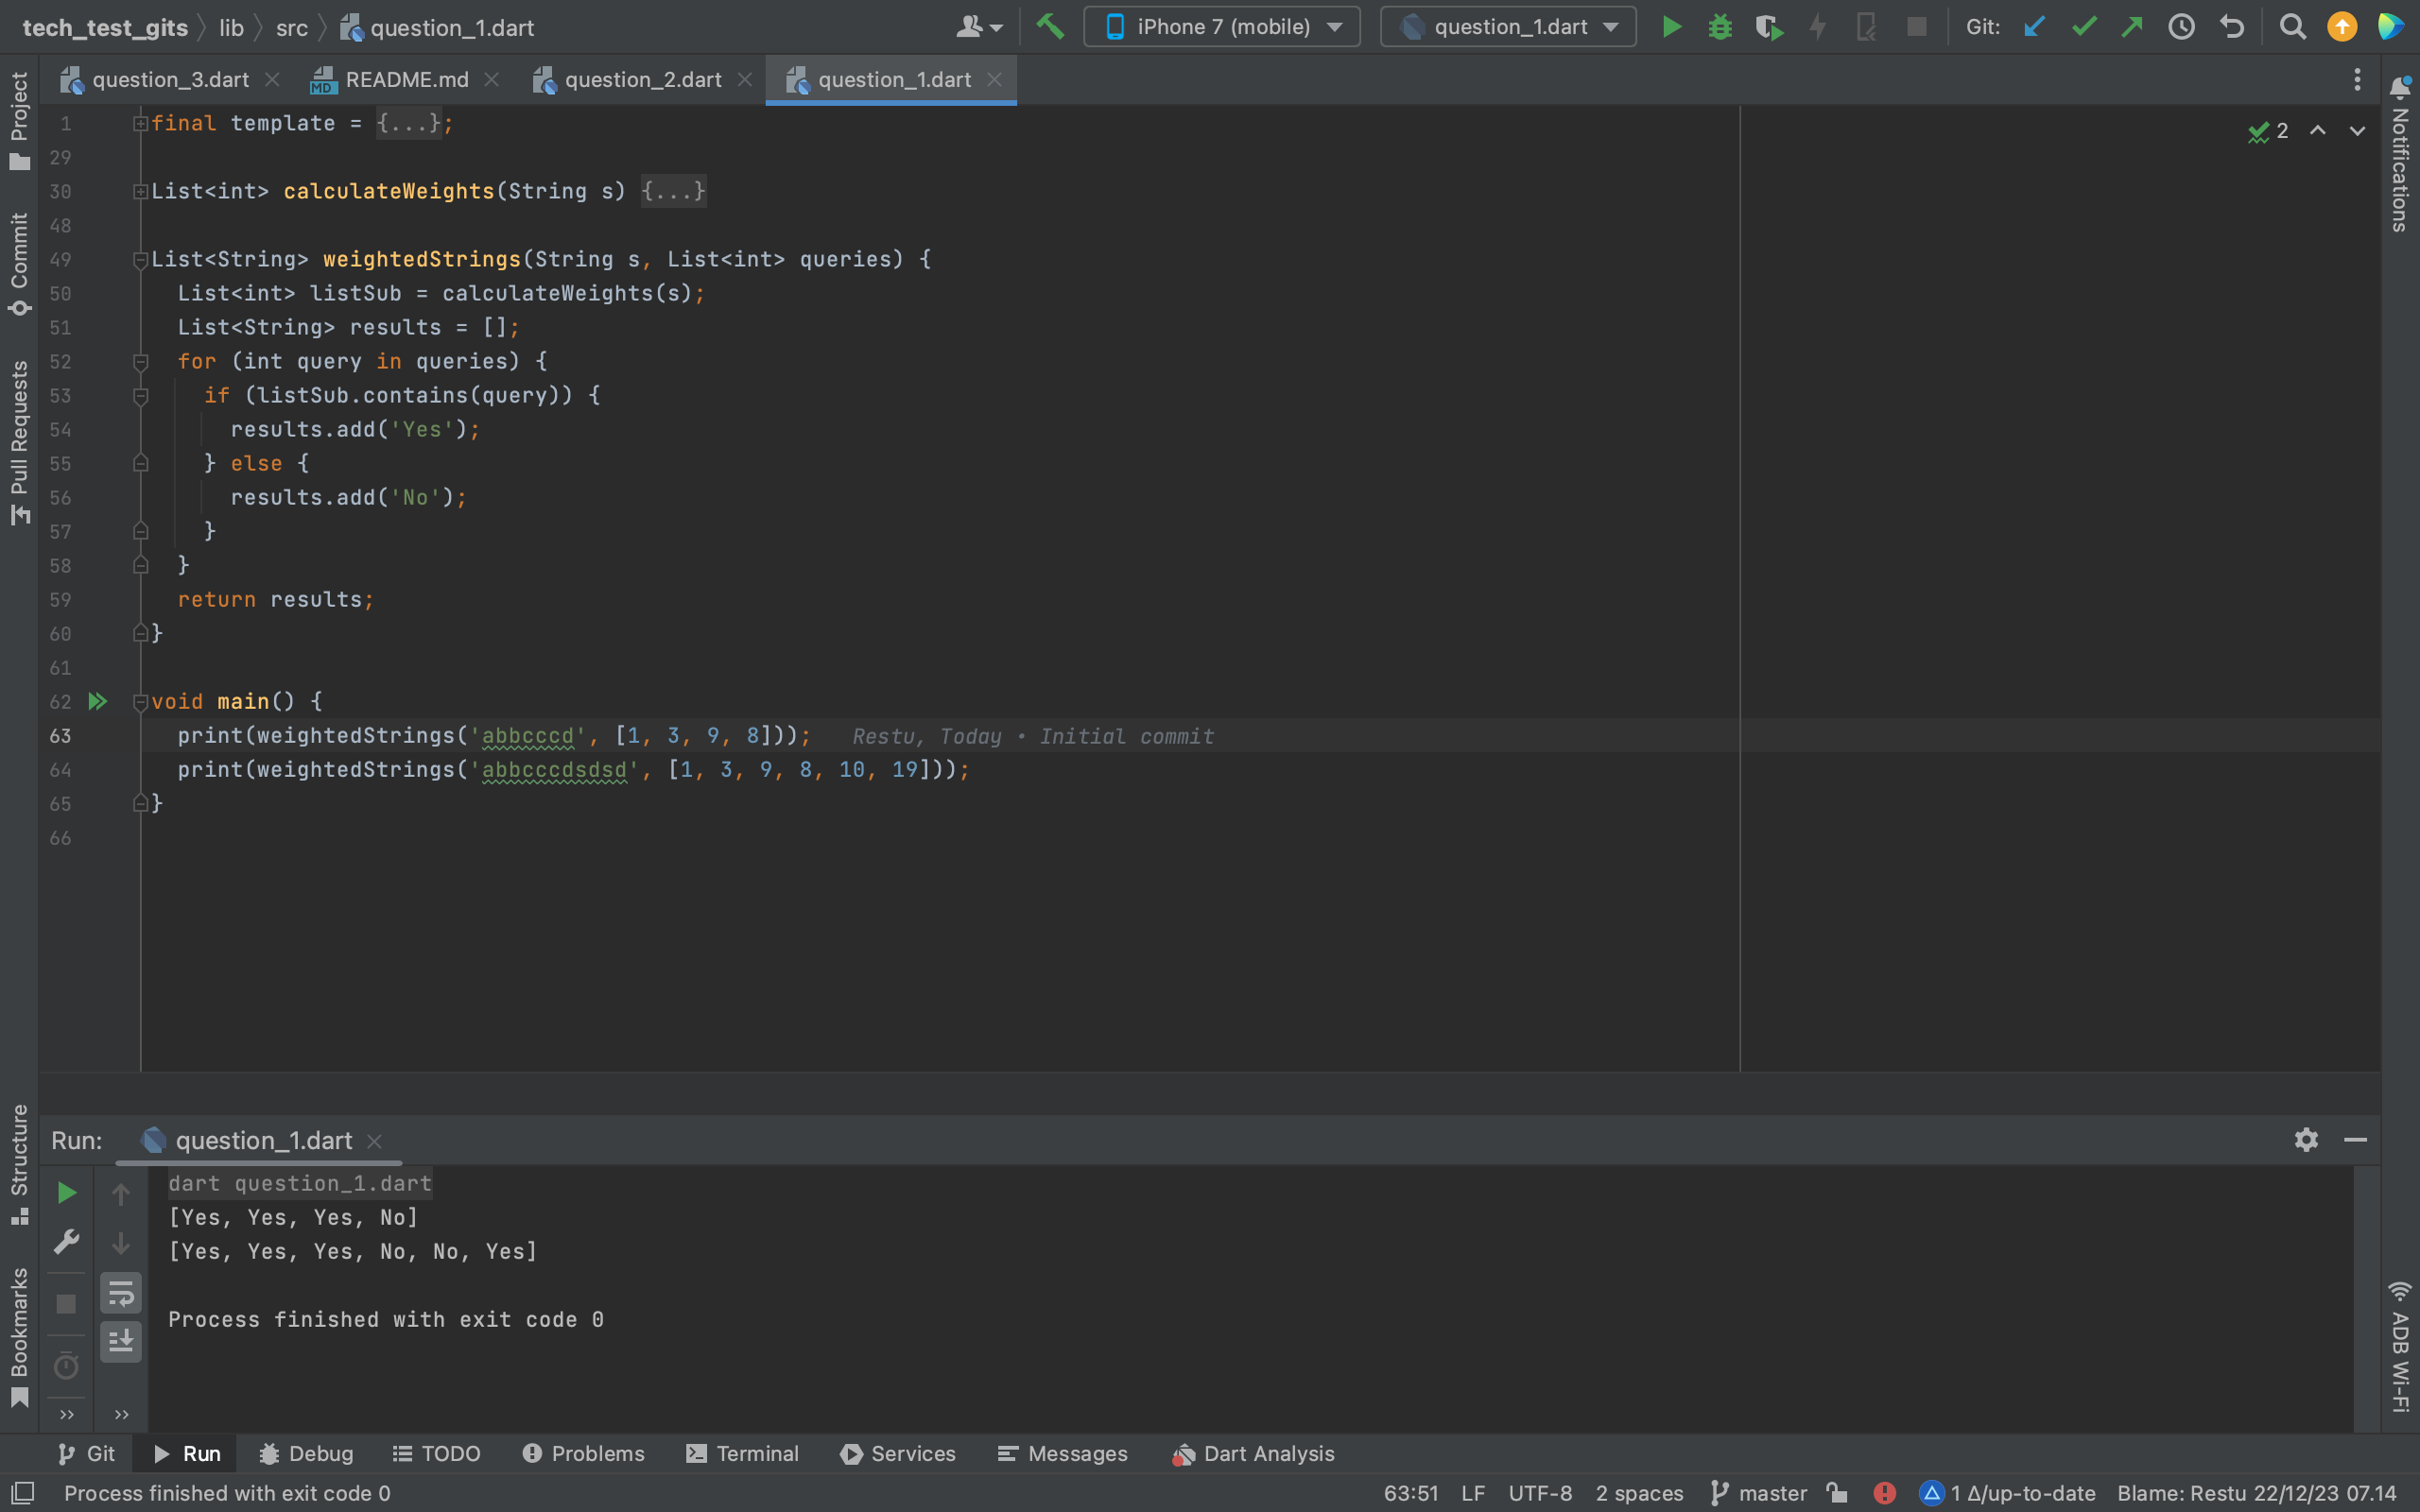 tech_test_gits lib src question_1.dart iPhone 7 (mobile) question_1.dart Git:
question_3.dart README.md question_2.dart question_1.dart
1 final template = {...};
2
29
30 List<int> calculateWeights(String s) {...}
48
49 List<String> weightedStrings(String s, List<int> queries) {
50 List<int> listSub = calculateWeights(s);
51 List<String> results = [];
52 for (int query in queries) {
53 if (listSub.contains(query)) {
54 results.add('Yes');
55 } else {
56 results.add('No');
57 }
58 }
59 return results;
60 }
61
62 void main() {
63 print(weightedStrings('abbcccd', [1, 3, 9, 8])); Restu, Today • Initial commit
64 print(weightedStrings('abbcccdsdsd', [1, 3, 9, 8, 10, 19]));
65 }
66
Project
Commit
Pull Requests
Structure
Bookmarks
Notifications
ADB Wi-Fi
Run: question_1.dart
dart question_1.dart
[Yes, Yes, Yes, No]
[Yes, Yes, Yes, No, No, Yes]
Process finished with exit code 0
Git Run Debug TODO Problems Terminal Services Messages Dart Analysis
Process finished with exit code 0 63:51 LF UTF-8 2 spaces master 1 Δ/up-to-date Blame: Restu 22/12/23 07.14